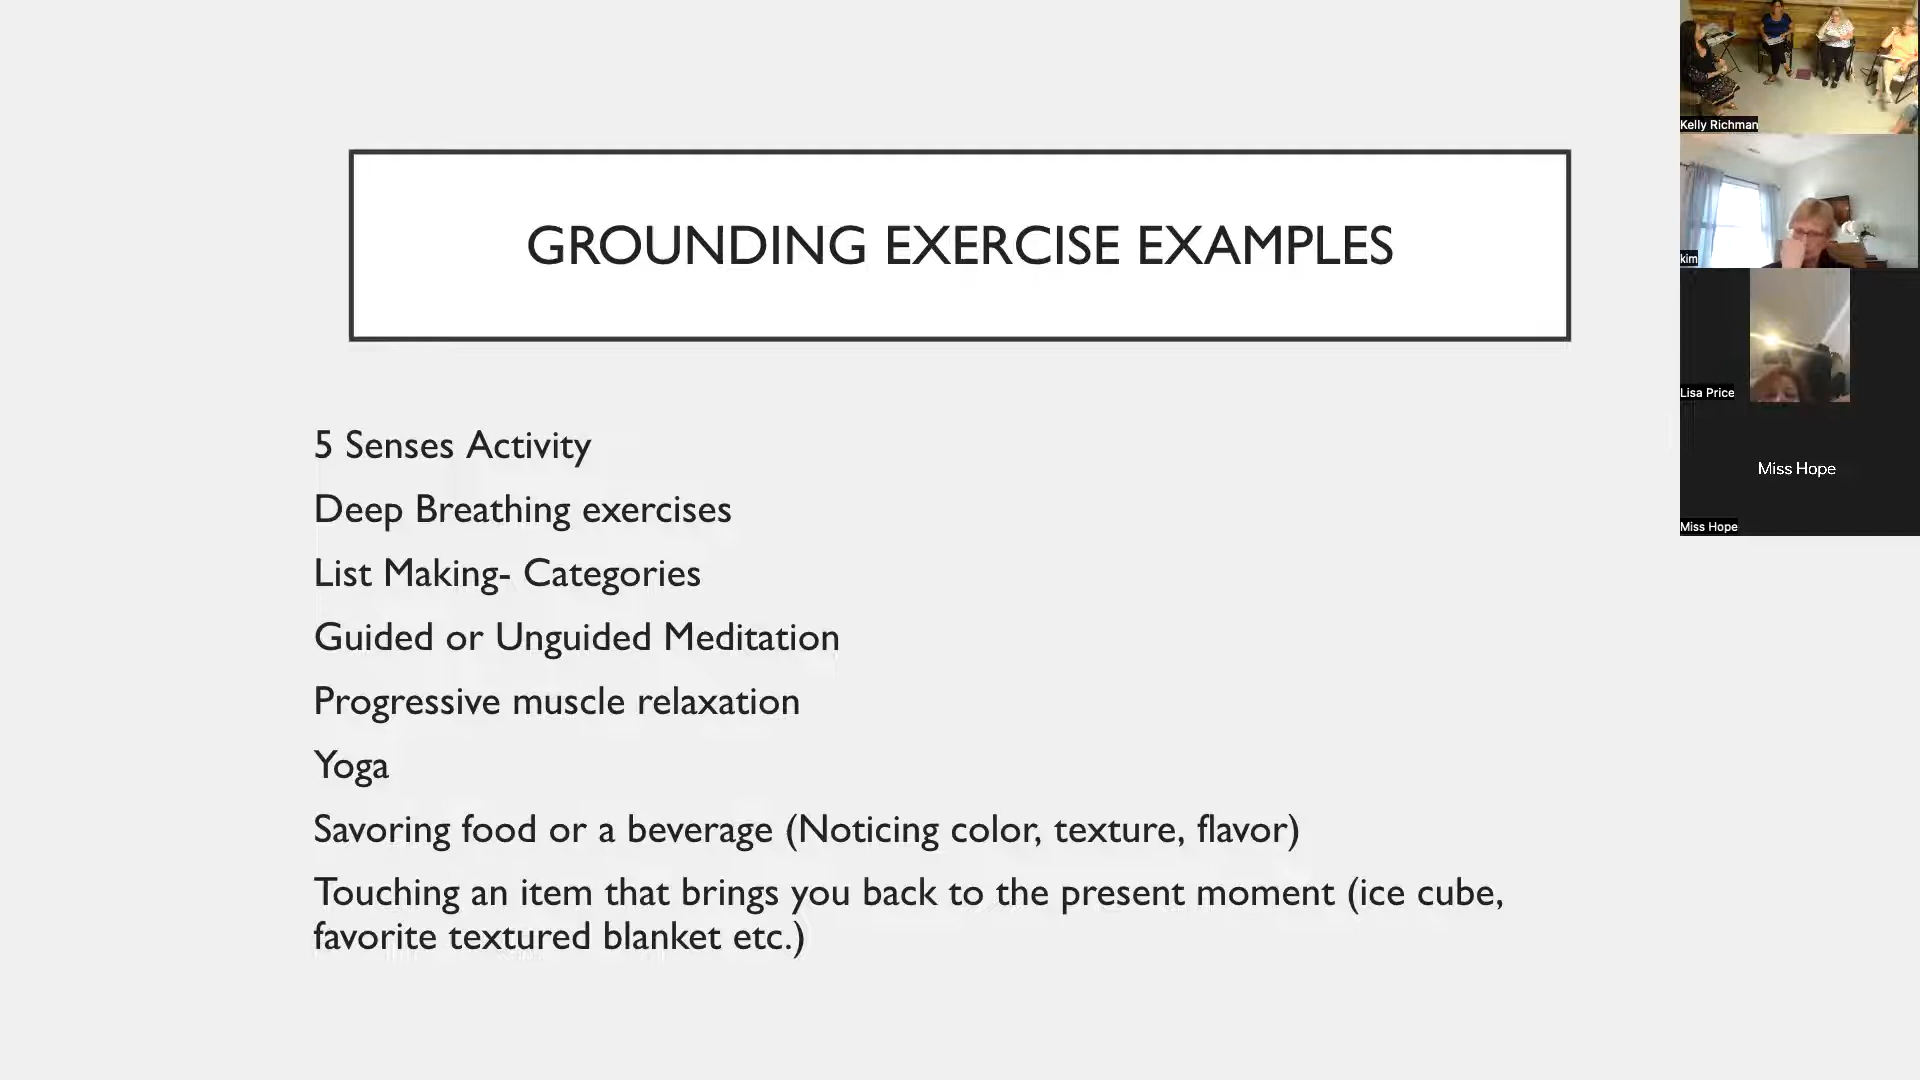 GROUNDING EXERCISE EXAMPLES
5 Senses Activity
Deep Breathing exercises
List Making- Categories
Guided or Unguided Meditation
Progressive muscle relaxation
Yoga
Savoring food or a beverage (Noticing color, texture, flavor)
Touching an item that brings you back to the present moment (ice cube,
favorite textured blanket etc.)
Kelly Richman
kim
Lisa Price
Miss Hope
Miss Hope